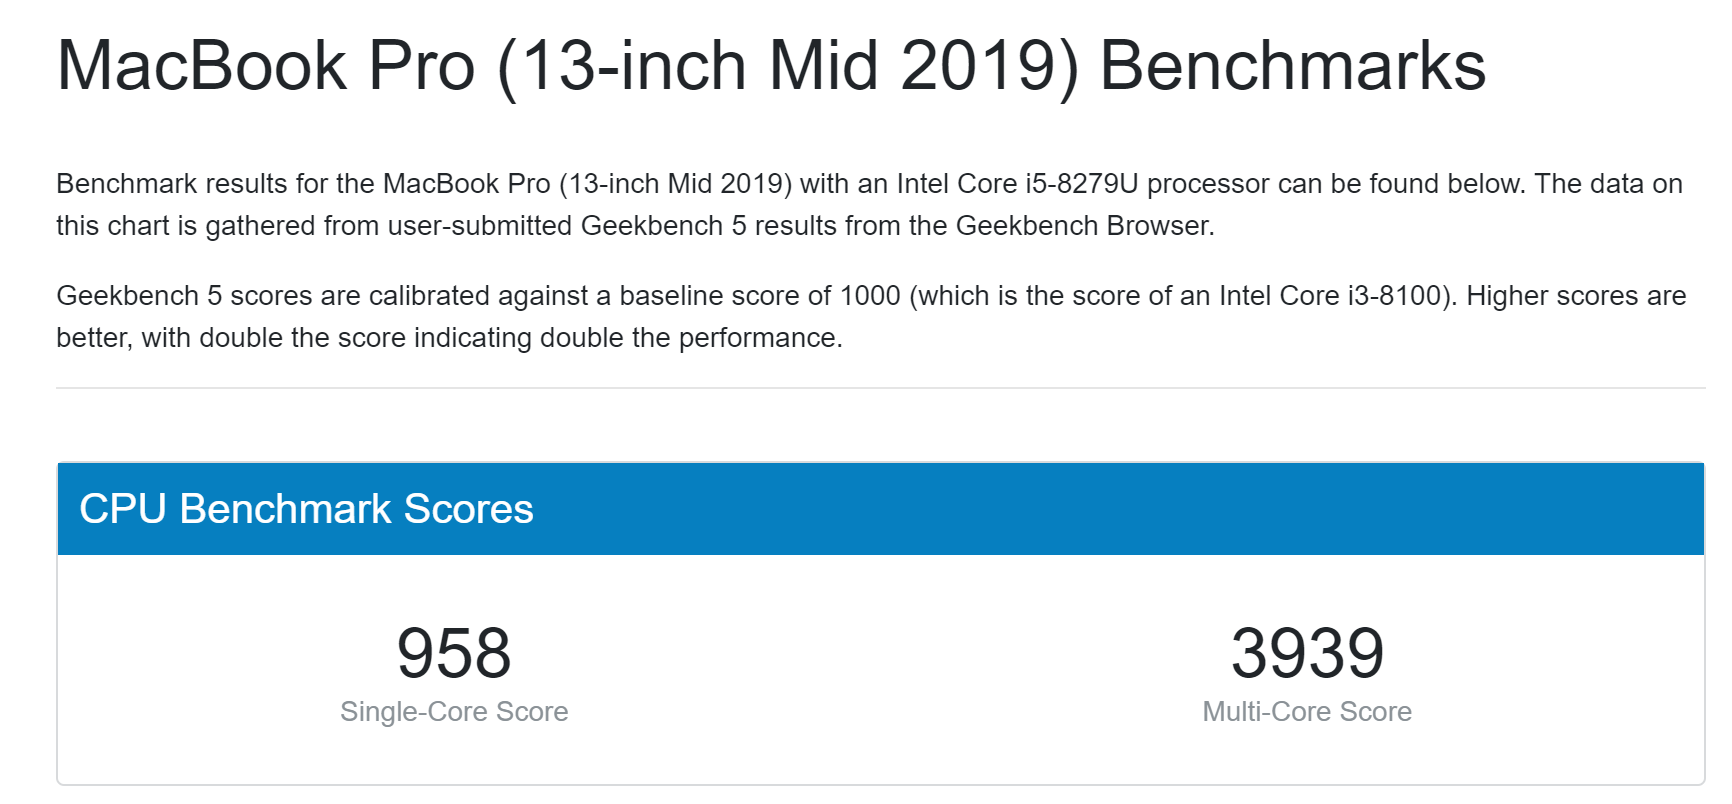 MacBook Pro (13-inch Mid 2019) Benchmarks
Benchmark results for the MacBook Pro (13-inch Mid 2019) with an Intel Core i5-8279U processor can be found below. The data on
this chart is gathered from user-submitted Geekbench 5 results from the Geekbench Browser.
Geekbench 5 scores are calibrated against a baseline score of 1000 (which is the score of an Intel Core i3-8100). Higher scores are
better, with double the score indicating double the performance.
CPU Benchmark Scores
958
Single-Core Score
3939
Multi-Core Score